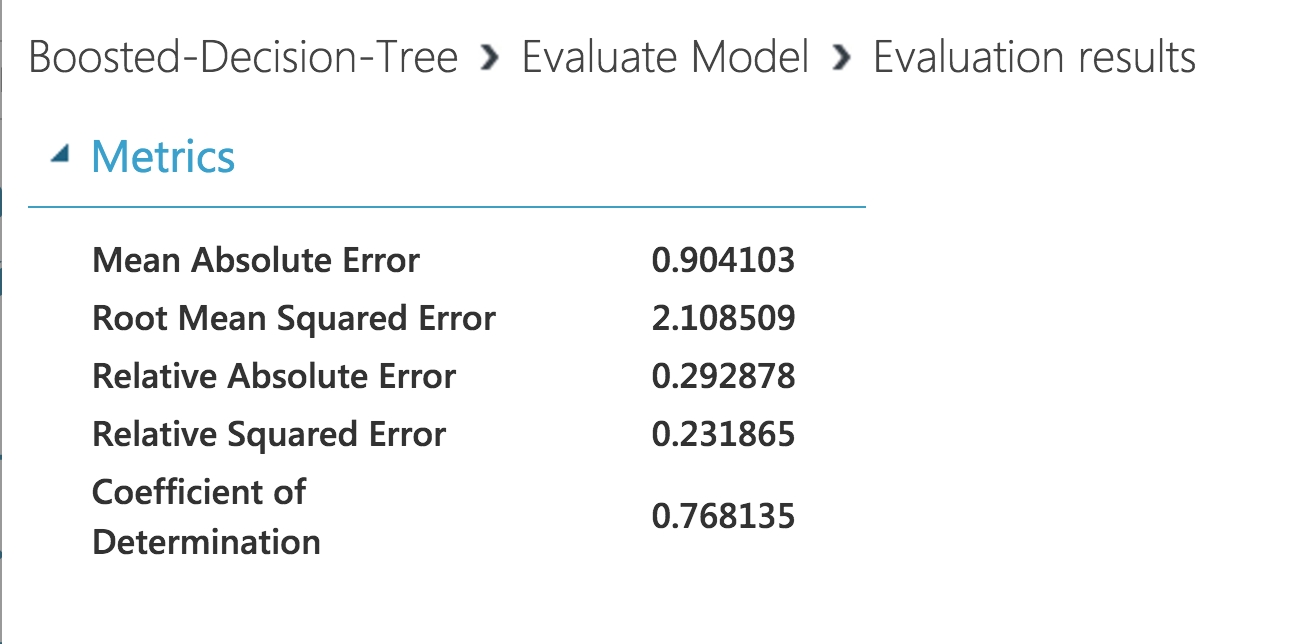 Boosted-Decision-Tree › Evaluate Model › Evaluation results
Metrics
Mean Absolute Error 0.904103
Root Mean Squared Error 2.108509
Relative Absolute Error 0.292878
Relative Squared Error 0.231865
Coefficient of
Determination 0.768135